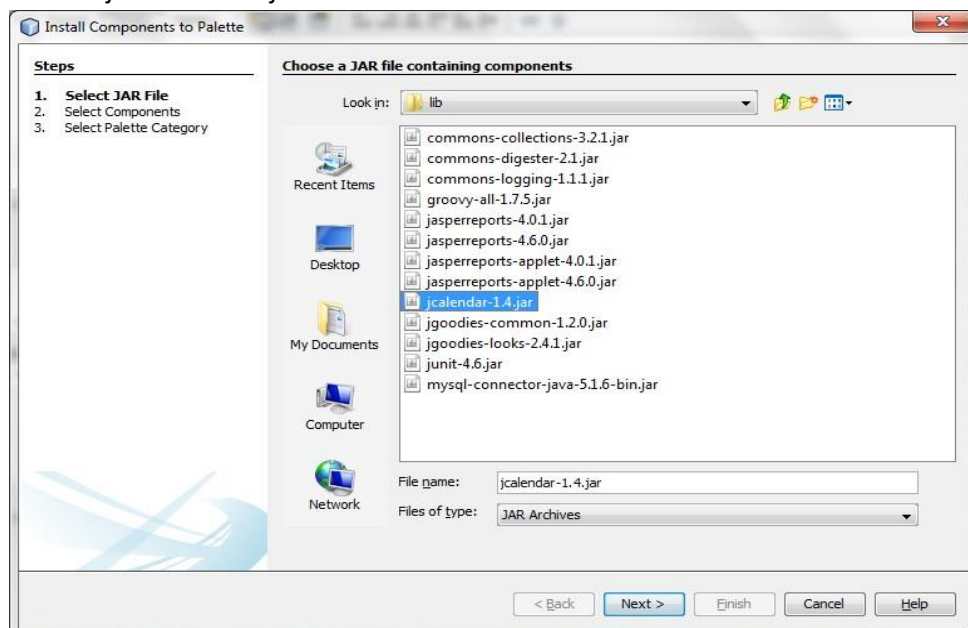 Install Components to Palette
Steps
1. Select JAR File
2. Select Components
3. Select Palette Category
Choose a JAR file containing components
Look in:
lib
Recent Items
Desktop
My Documents
Computer
Network
commons-collections-3.2.1.jar
commons-digester-2.1.jar
commons-logging-1.1.1.jar
groovy-all-1.7.5.jar
jasperreports-4.0.1.jar
jasperreports-4.6.0.jar
jasperreports-applet-4.0.1.jar
jasperreports-applet-4.6.0.jar
jcalendar-1.4.jar
jgoodies-common-1.2.0.jar
jgoodies-looks-2.4.1.jar
junit-4.6.jar
mysql-connector-java-5.1.6-bin.jar
File name:
jcalendar-1.4.jar
Files of type:
JAR Archives
< Back
Next >
Finish
Cancel
Help